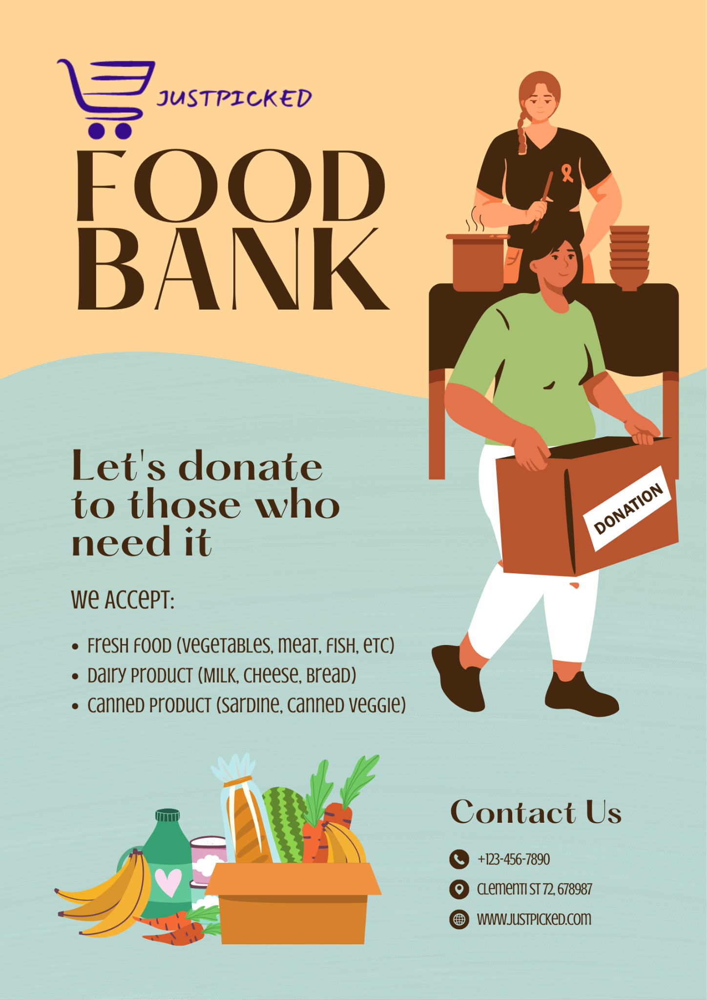 JUSTPICKED
FOOD
BANK
Let's donate
to those who
need it
We accept:
• Fresh food (vegetables, meat, fish, etc)
• Dairy product (milk, cheese, bread)
• Canned product (sardine, canned veggie)
DONATION
Contact Us
+123-456-7890
Clementi St 72, 678987
www.justpicked.com